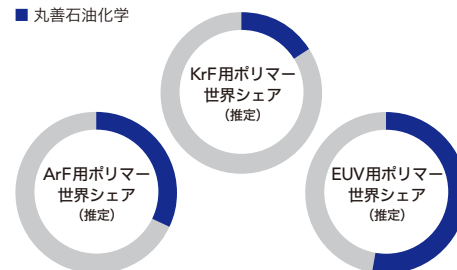 丸善石油化学
KrF用ポリマー
世界シェア
(推定)
ArF用ポリマー
世界シェア
(推定)
EUV用ポリマー
世界シェア
(推定)